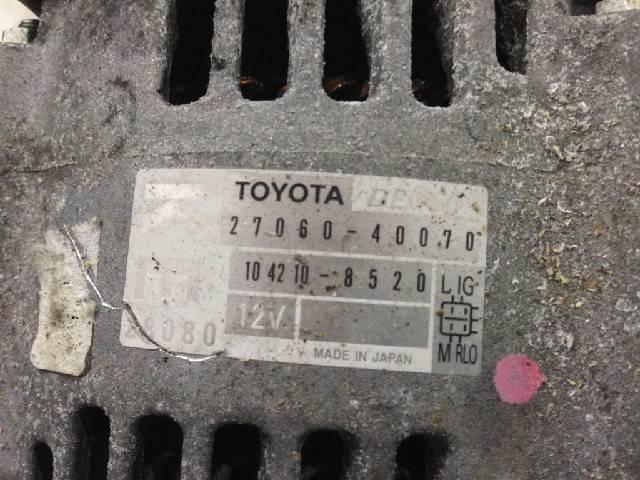 TOYOTA
27060-40070
104210-8520
L IG
12V
M RLO
MADE IN JAPAN